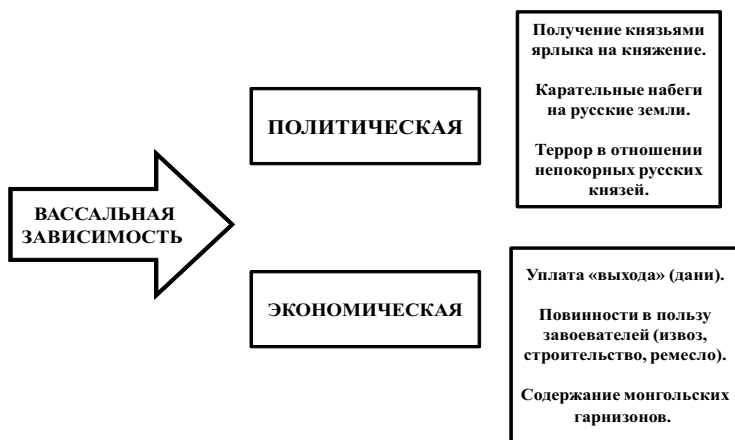 ВАССАЛЬНАЯ
ЗАВИСИМОСТЬ
ПОЛИТИЧЕСКАЯ
Получение князьями
ярлыка на княжение.
Карательные набеги
на русские земли.
Террор в отношении
непокорных русских
князей.
ЭКОНОМИЧЕСКАЯ
Уплата «выхода» (дани).
Повинности в пользу
завоевателей (извоз,
строительство, ремесло).
Содержание монгольских
гарнизонов.